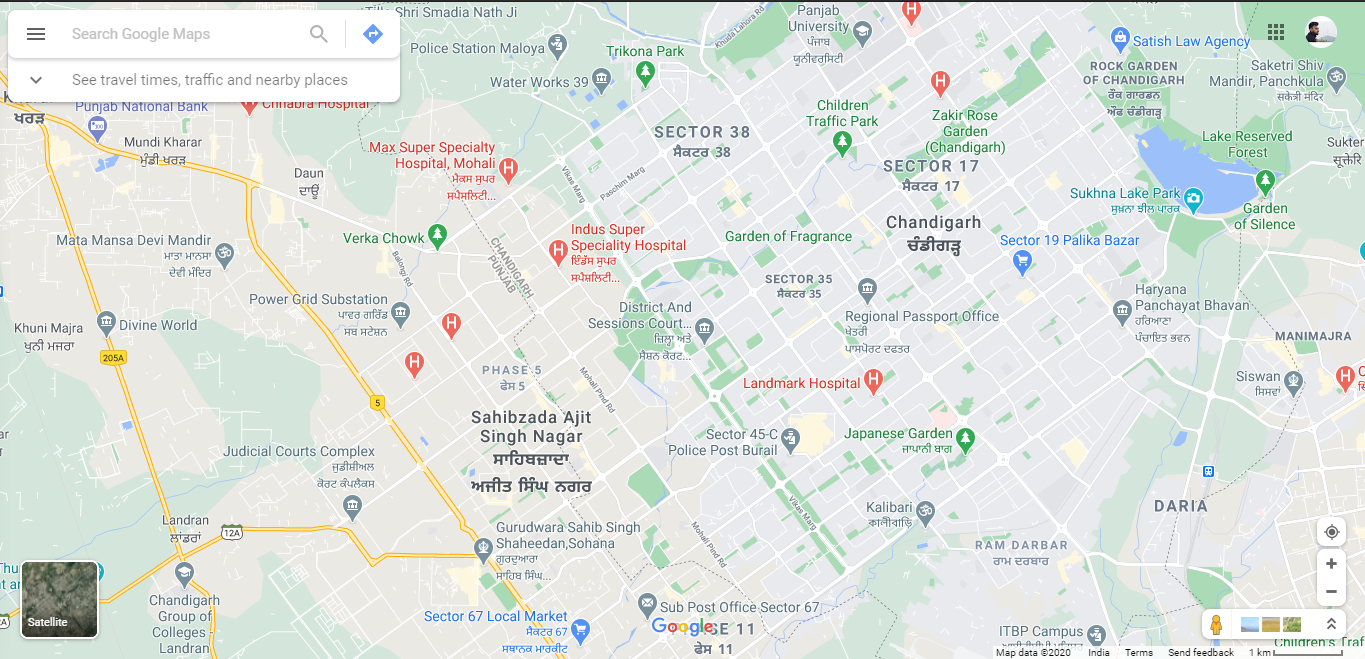 Shri Smadia Nath Ji
Search Google Maps
See travel times, traffic and nearby places
Panjab
University
ਪੰਜਾਬ
ਯੂਨੀਵਰਸਿਟੀ
Police Station Maloya
Trikona Park
Satish Law Agency
Water Works 39
ROCK GARDEN
OF CHANDIGARH
ਰੌਕ ਗਾਰਡਨ
ਔਫ ਚੰਡੀਗੜ੍ਹ
Saketri Shiv
Mandir, Panchkula
ਸਕੇਤਰੀ ਮੰਦਿਰ
Punjab National Bank
Chhabra Hospital
ਖਰੜ
Children
Traffic Park
Zakir Rose
Garden
(Chandigarh)
SECTOR 38
ਸੈਕਟਰ 38
Lake Reserved
Forest
Mundi Kharar
ਮੁੰਡੀ ਖਰੜ
Max Super Specialty
Hospital, Mohali
ਮੈਕਸ ਸੁਪਰ
ਸਪੈਸ਼ਲਿਟੀ...
Daun
ਦਾਊਂ
SECTOR 17
ਸੈਕਟਰ 17
Vikas Marg
Paschim Marg
Sukhna Lake Park
ਸੁਖਨਾ ਝੀਲ ਪਾਰਕ
Garden
of Silence
Chandigarh
ਚੰਡੀਗੜ੍ਹ
Verka Chowk
Indus Super
Speciality Hospital
ਇੰਡਸ ਸੁਪਰ
ਸਪੈਸ਼ਲਿਟੀ...
Garden of Fragrance
Sector 19 Palika Bazar
Mata Mansa Devi Mandir
ਮਾਤਾ ਮਾਨਸਾ
ਦੇਵੀ ਮੰਦਿਰ
Balongi Rd
CHANDIGARH
PUNJAB
SECTOR 35
ਸੈਕਟਰ 35
Power Grid Substation
ਪਾਵਰ ਗਰਿੱਡ
ਸਬ ਸਟੇਸ਼ਨ
District And
Sessions Court...
ਜ਼ਿਲ੍ਹਾ ਅਤੇ
ਸੈਸ਼ਨ ਕੋਰਟ...
Regional Passport Office
ਖੇਤਰੀ
ਪਾਸਪੋਰਟ ਦਫਤਰ
Haryana
Panchayat Bhavan
ਹਰਿਆਣਾ
ਪੰਚਾਇਤ ਭਵਨ
Khuni Majra
ਖੂਨੀ ਮਜਰਾ
Divine World
MANIMAJRA
205A
PHASE 5
ਫੇਸ 5
Mohali Pind Rd
Landmark Hospital
Siswan
ਸਿਸਵਾਂ
5
Sahibzada Ajit
Singh Nagar
ਸਾਹਿਬਜ਼ਾਦਾ
ਅਜੀਤ ਸਿੰਘ ਨਗਰ
Sector 45-C
Police Post Burail
Japanese Garden
ਜਾਪਾਨੀ ਬਾਗ
Judicial Courts Complex
ਜੁਡੀਸ਼ੀਅਲ
ਕੋਰਟ ਕੰਪਲੈਕਸ
Vikas Marg
Kalibari
ਕਾਲੀਬਾੜਿ
DARIA
Landran
ਲਾਂਡਰਾਂ
12A
Gurudwara Sahib Singh
Shaheedan,Sohana
ਗੁਰਦੁਆਰਾ
ਸਾਹਿਬ ਸਿੰਘ...
Mohali Pind Rd
RAM DARBAR
ਰਾਮ ਦਰਬਾਰ
Chandigarh
Group of
Colleges -
Landran
Satellite
Sector 67 Local Market
ਸੈਕਟਰ 67
ਸਥਾਨਕ ਮਾਰਕੀਟ
Sub Post Office Sector 67
Google
SE 11
ਫੇਸ 11
ITBP Campus
Children's Traf
Map data ©2020 India Terms Send feedback 1 km